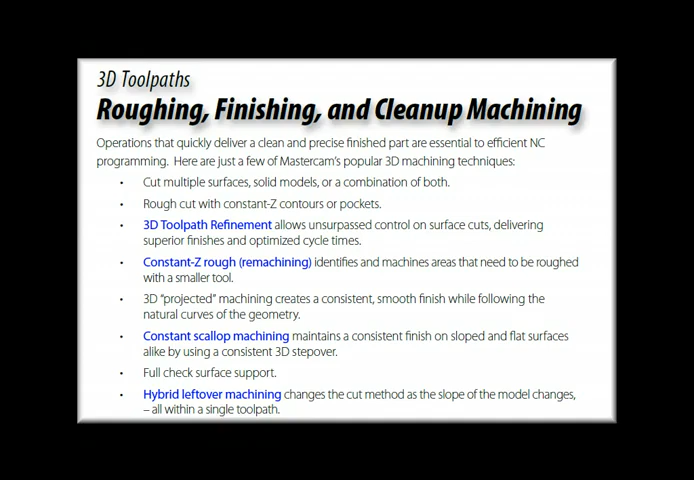 3D Toolpaths
Roughing, Finishing, and Cleanup Machining
Operations that quickly deliver a clean and precise finished part are essential to efficient NC
programming. Here are just a few of Mastercam's popular 3D machining techniques:
• Cut multiple surfaces, solid models, or a combination of both.
• Rough cut with constant-Z contours or pockets.
• 3D Toolpath Refinement allows unsurpassed control on surface cuts, delivering
superior finishes and optimized cycle times.
• Constant-Z rough (remachining) identifies and machines areas that need to be roughed
with a smaller tool.
• 3D “projected” machining creates a consistent, smooth finish while following the
natural curves of the geometry.
• Constant scallop machining maintains a consistent finish on sloped and flat surfaces
alike by using a consistent 3D stepover.
• Full check surface support.
• Hybrid leftover machining changes the cut method as the slope of the model changes,
– all within a single toolpath.